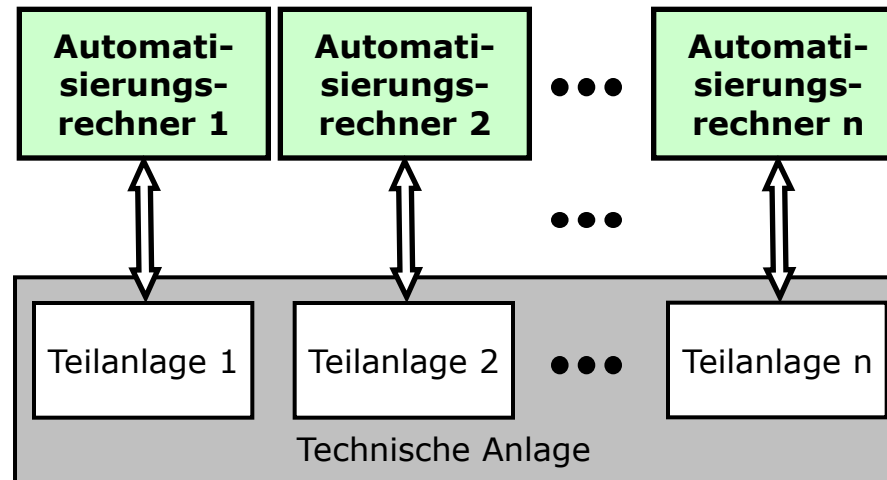 Automati-
sierungs-
rechner 1
Automati-
sierungs-
rechner 2
Automati-
sierungs-
rechner n
Teilanlage 1
Teilanlage 2
Teilanlage n
Technische Anlage